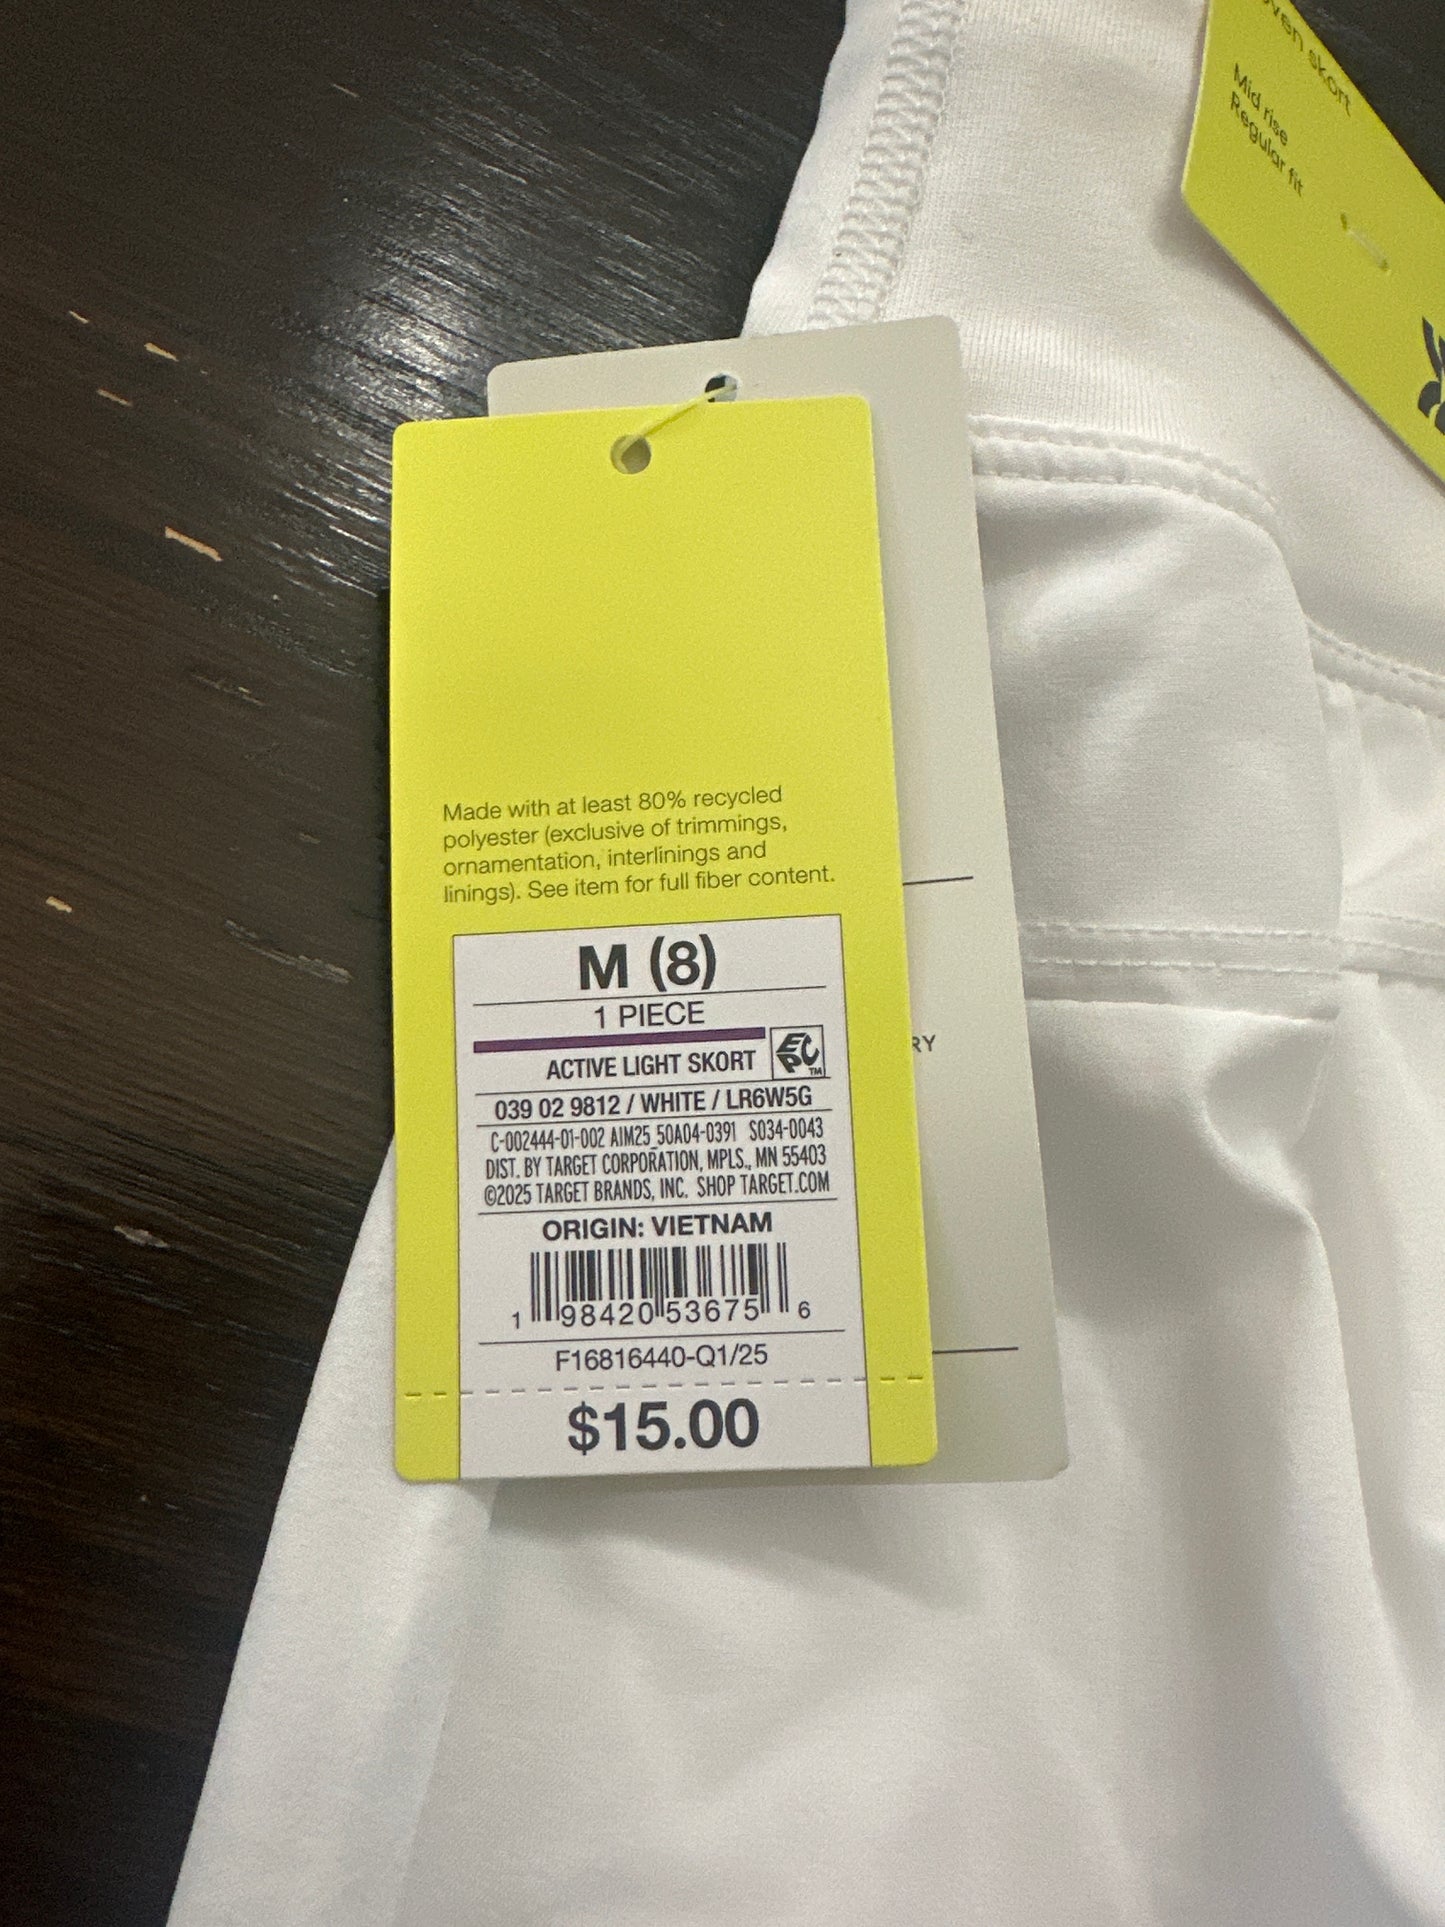 skort
Mid rise
Regular fit
Made with at least 80% recycled
polyester (exclusive of trimmings,
ornamentation, interlinings and
linings). See item for full fiber content.
M (8)
1 PIECE
EPC™
ACTIVE LIGHT SKORT
039 02 9812 / WHITE / LR6W5G
C-002444-01-002 AIM25_50A04-0391 S034-0043
DIST. BY TARGET CORPORATION, MPLS., MN 55403
©2025 TARGET BRANDS, INC. SHOP TARGET.COM
ORIGIN: VIETNAM
1 98420 53675 6
F16816440-Q1/25
$15.00